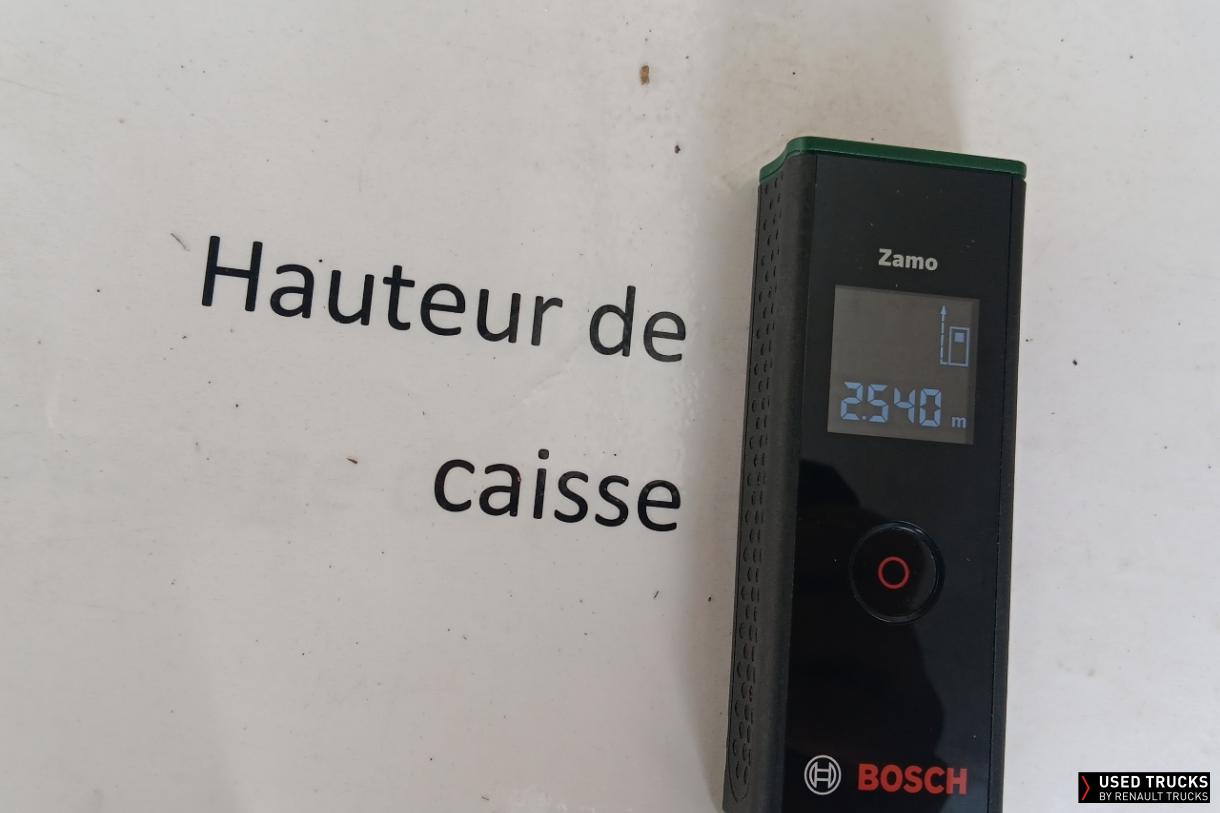 Hauteur de
caisse
Zamo
2.540 m
BOSCH
USED TRUCKS
BY RENAULT TRUCKS